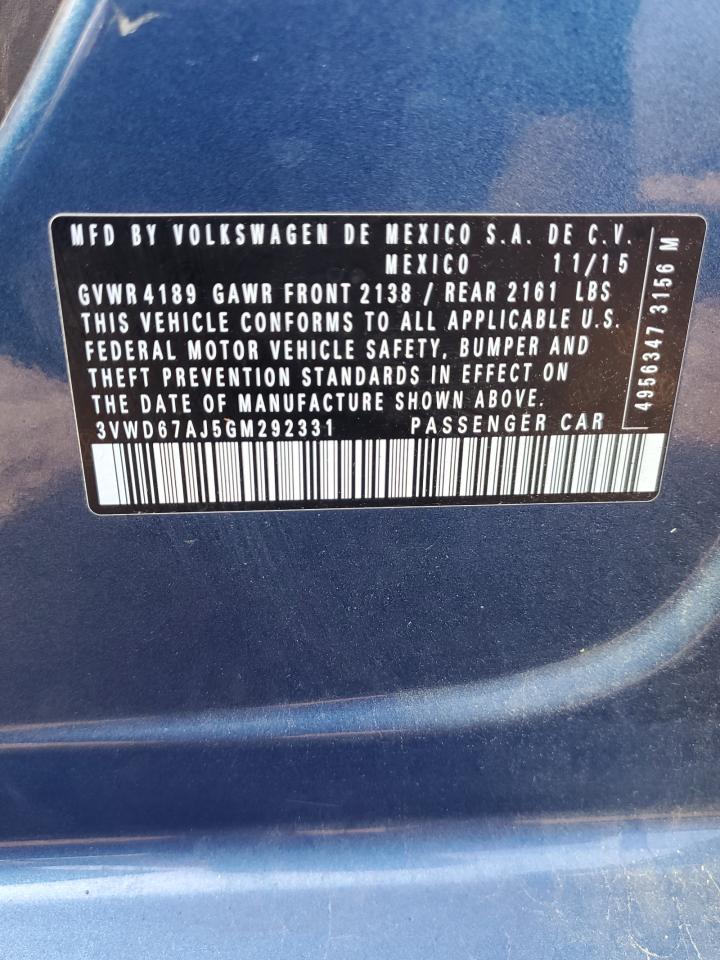 MFD BY VOLKSWAGEN DE MEXICO S.A. DE C.V.
MEXICO 11/15
GVWR 4189 GAWR FRONT 2138 / REAR 2161 LBS
THIS VEHICLE CONFORMS TO ALL APPLICABLE U.S.
FEDERAL MOTOR VEHICLE SAFETY, BUMPER AND
THEFT PREVENTION STANDARDS IN EFFECT ON
THE DATE OF MANUFACTURE SHOWN ABOVE.
3VWD67AJ5GM292331 PASSENGER CAR
4956347 3156 M